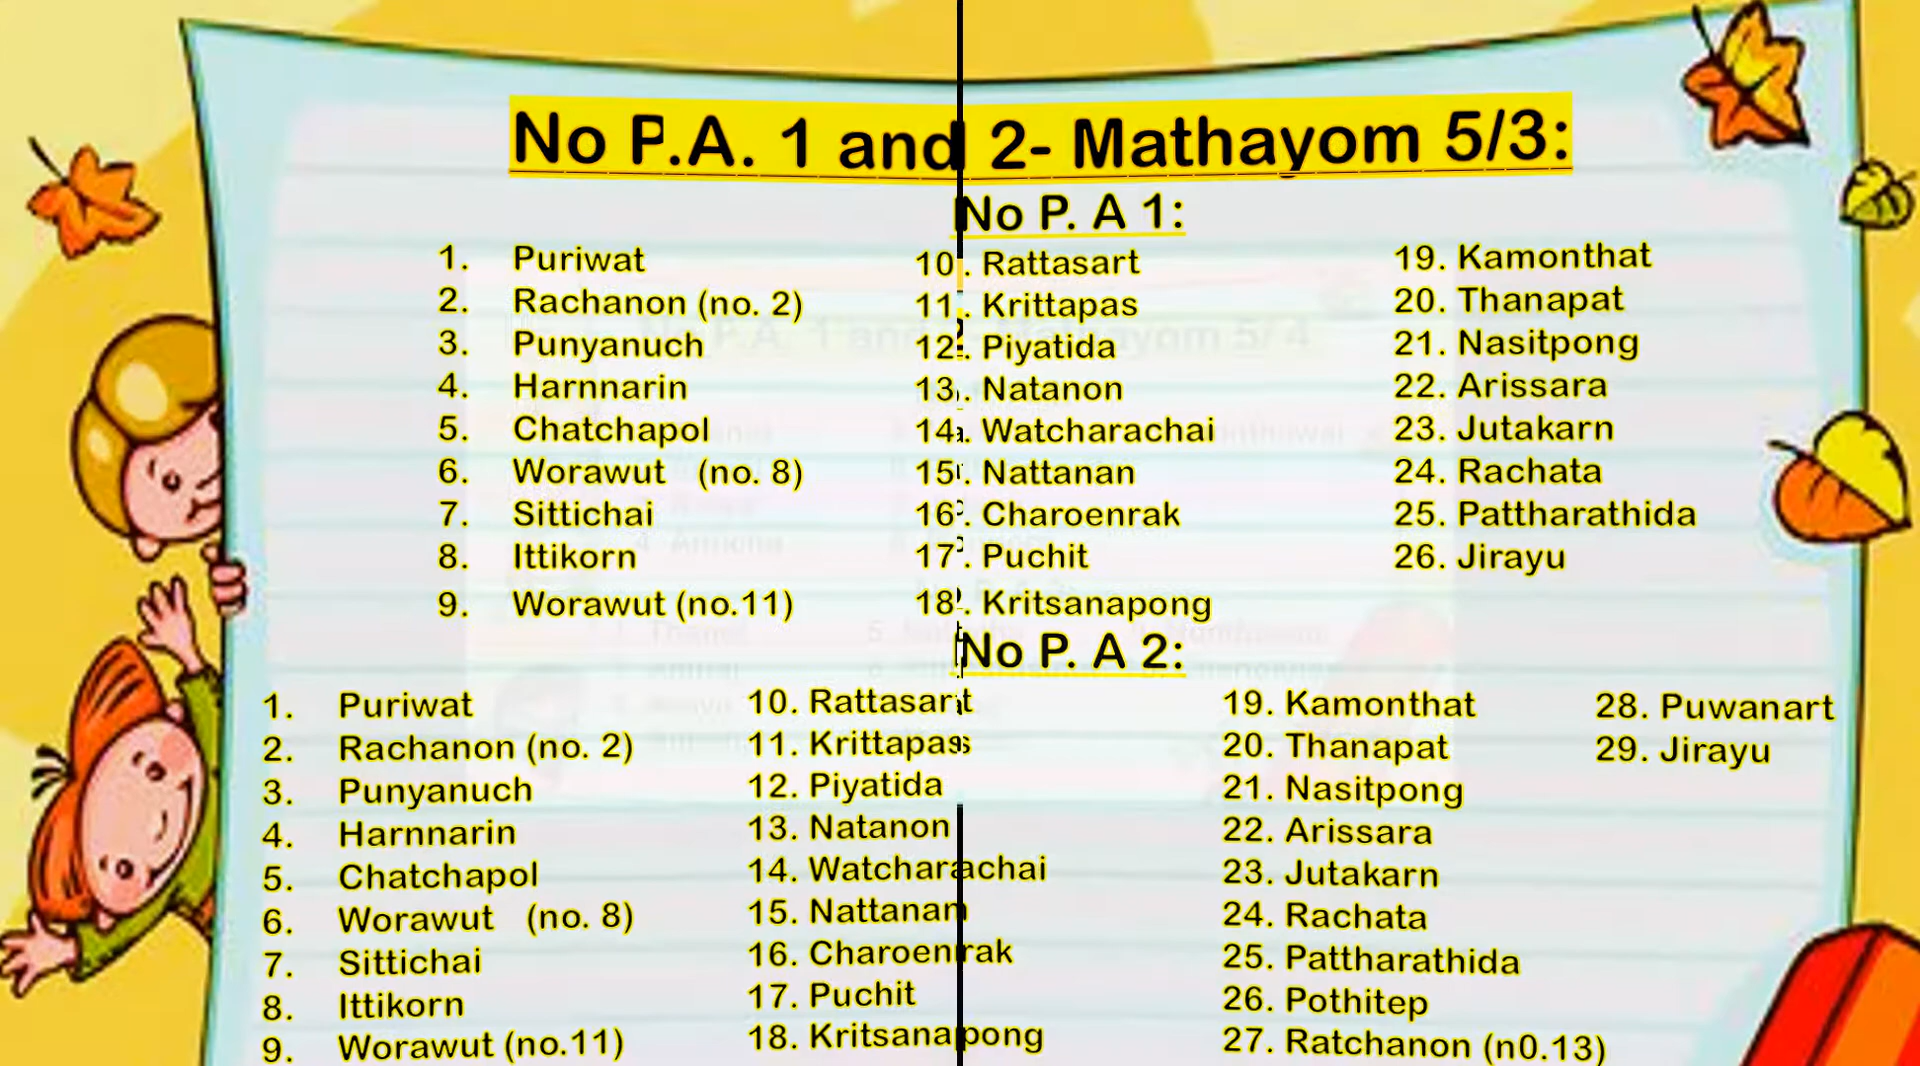 No P.A. 1 and 2- Mathayom 5/3:
No P. A 1:
1. Puriwat
2. Rachanon (no. 2)
3. Punyanuch
4. Harnnarin
5. Chatchapol
6. Worawut (no. 8)
7. Sittichai
8. Ittikorn
9. Worawut (no.11)
10. Rattasart
11. Krittapas
12. Piyatida
13. Natanon
14. Watcharachai
15. Nattanan
16. Charoenrak
17. Puchit
18. Kritsanapong
19. Kamonthat
20. Thanapat
21. Nasitpong
22. Arissara
23. Jutakarn
24. Rachata
25. Pattharathida
26. Jirayu
No P. A 2:
1. Puriwat
2. Rachanon (no. 2)
3. Punyanuch
4. Harnnarin
5. Chatchapol
6. Worawut (no. 8)
7. Sittichai
8. Ittikorn
9. Worawut (no.11)
10. Rattasart
11. Krittapas
12. Piyatida
13. Natanon
14. Watcharachai
15. Nattanan
16. Charoenrak
17. Puchit
18. Kritsanapong
19. Kamonthat
20. Thanapat
21. Nasitpong
22. Arissara
23. Jutakarn
24. Rachata
25. Pattharathida
26. Pothitep
27. Ratchanon (n0.13)
28. Puwanart
29. Jirayu